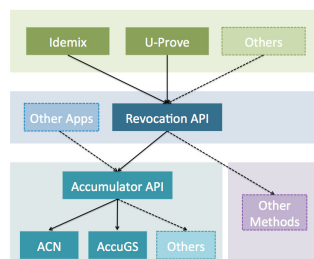 Idemix
U-Prove
Others
Other Apps
Revocation API
Accumulator API
Other
Methods
ACN
AccuGS
Others